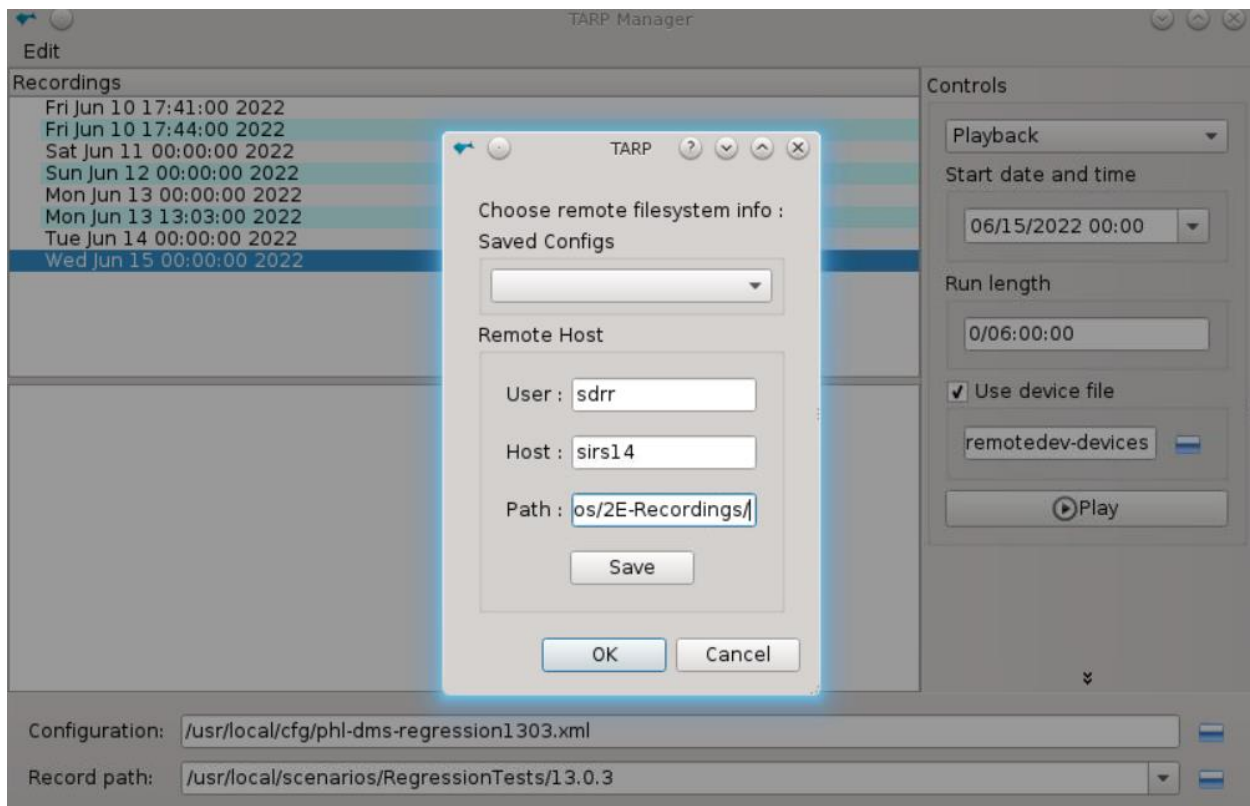 TARP Manager
Edit
Recordings
Fri Jun 10 17:41:00 2022
Fri Jun 10 17:44:00 2022
Sat Jun 11 00:00:00 2022
Sun Jun 12 00:00:00 2022
Mon Jun 13 00:00:00 2022
Mon Jun 13 13:03:00 2022
Tue Jun 14 00:00:00 2022
Wed Jun 15 00:00:00 2022
TARP
Choose remote filesystem info :
Saved Configs
Remote Host
User : sdrr
Host : sirs14
Path : os/2E-Recordings/
Save
OK Cancel
Controls
Playback
Start date and time
06/15/2022 00:00
Run length
0/06:00:00
Use device file
remotedev-devices
Play
Configuration: /usr/local/cfg/phl-dms-regression1303.xml
Record path: /usr/local/scenarios/RegressionTests/13.0.3